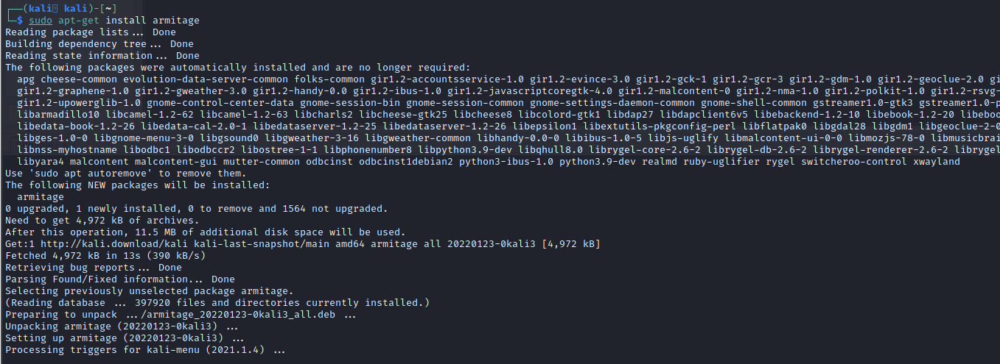 ┌──(kali㉿ kali)-[~]
└─$ sudo apt-get install armitage
Reading package lists... Done
Building dependency tree... Done
Reading state information... Done
The following packages were automatically installed and are no longer required:
apg cheese-common evolution-data-server-common folks-common gir1.2-accountsservice-1.0 gir1.2-evince-3.0 gir1.2-gck-1 gir1.2-gcr-3 gir1.2-gdm-1.0 gir1.2-geoclue-2.0
gir1.2-graphene-1.0 gir1.2-gweather-3.0 gir1.2-handy-0.0 gir1.2-ibus-1.0 gir1.2-javascriptcoregtk-4.0 gir1.2-malcontent-0 gir1.2-nma-1.0 gir1.2-polkit-1.0 gir1.2-rsvg-
gir1.2-upowerglib-1.0 gnome-control-center-data gnome-session-bin gnome-session-common gnome-settings-daemon-common gnome-shell-common gstreamer1.0-gtk3 gstreamer1.0-p
libarmadillo10 libcamel-1.2-62 libcamel-1.2-63 libcharls2 libcheese-gtk25 libcheese8 libcolord-gtk1 libdap27 libdapclient6v5 libebackend-1.2-10 libebook-1.2-20 libeboo
libedata-book-1.2-26 libedata-cal-2.0-1 libedataserver-1.2-25 libedataserver-1.2-26 libepsilon1 libextutils-pkgconfig-perl libflatpak0 libgdal28 libgdm1 libgeoclue-2-0
libges-1.0-0 libgnome-menu-3-0 libgsound0 libgweather-3-16 libgweather-common libhandy-0.0-0 libibus-1.0-5 libjs-uglify libmalcontent-ui-0-0 libmozjs-78-0 libmusicbrai
libnss-myhostname libodbc1 libodbccr2 libostree-1-1 libphonenumber8 libpython3.9-dev libqhull8.0 librygel-core-2.6-2 librygel-db-2.6-2 librygel-renderer-2.6-2 librygel
libyara4 malcontent malcontent-gui mutter-common odbcinst odbcinst1debian2 python3-ibus-1.0 python3.9-dev realmd ruby-uglifier rygel switcheroo-control xwayland
Use 'sudo apt autoremove' to remove them.
The following NEW packages will be installed:
armitage
0 upgraded, 1 newly installed, 0 to remove and 1564 not upgraded.
Need to get 4,972 kB of archives.
After this operation, 11.5 MB of additional disk space will be used.
Get:1 http://kali.download/kali kali-last-snapshot/main amd64 armitage all 20220123-0kali3 [4,972 kB]
Fetched 4,972 kB in 13s (390 kB/s)
Retrieving bug reports... Done
Parsing Found/Fixed information... Done
Selecting previously unselected package armitage.
(Reading database ... 397920 files and directories currently installed.)
Preparing to unpack .../armitage_20220123-0kali3_all.deb ...
Unpacking armitage (20220123-0kali3) ...
Setting up armitage (20220123-0kali3) ...
Processing triggers for kali-menu (2021.1.4) ...